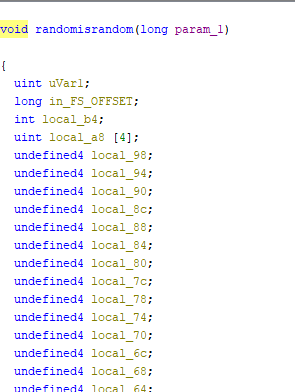 void randomisrandom(long param_1)
{
uint uVar1;
long in_FS_OFFSET;
int local_b4;
uint local_a8 [4];
undefined4 local_98;
undefined4 local_94;
undefined4 local_90;
undefined4 local_8c;
undefined4 local_88;
undefined4 local_84;
undefined4 local_80;
undefined4 local_7c;
undefined4 local_78;
undefined4 local_74;
undefined4 local_70;
undefined4 local_6c;
undefined4 local_68;
undefined4 local_64;